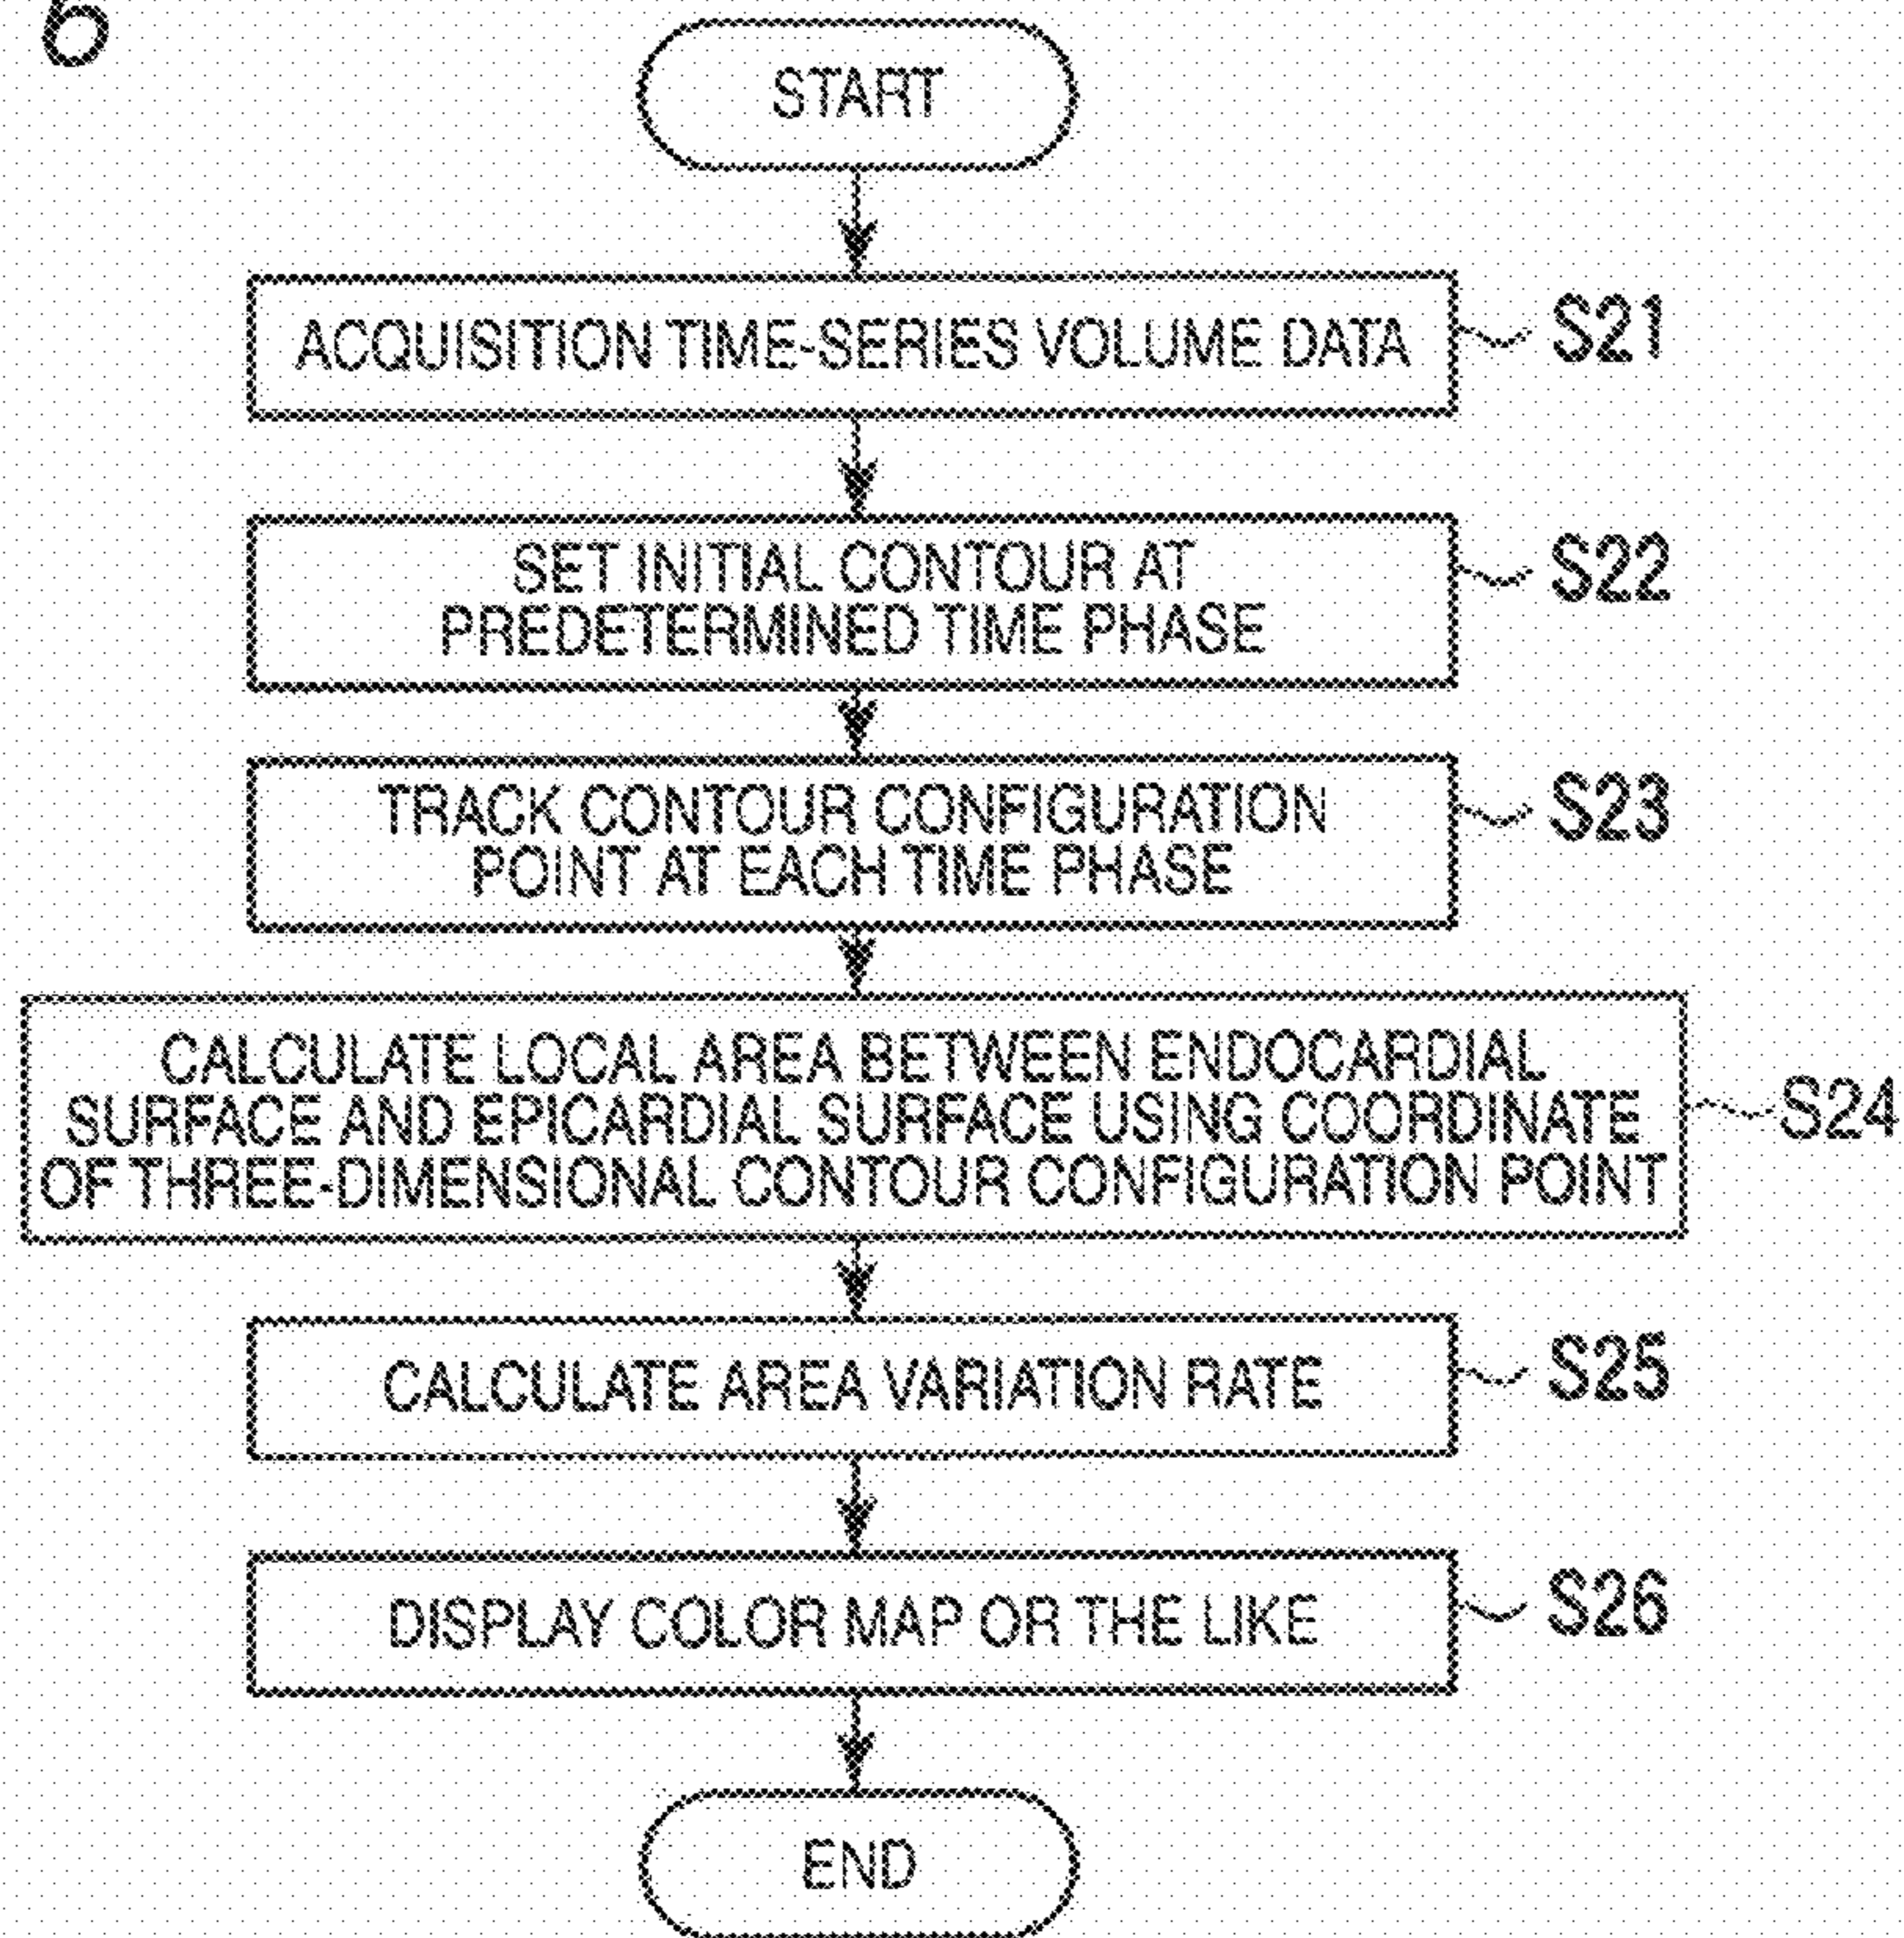 6
START
ACQUISITION TIME-SERIES VOLUME DATA
S21
SET INITIAL CONTOUR AT
PREDETERMINED TIME PHASE
S22
TRACK CONTOUR CONFIGURATION
POINT AT EACH TIME PHASE
S23
CALCULATE LOCAL AREA BETWEEN ENDOCARDIAL
SURFACE AND EPICARDIAL SURFACE USING COORDINATE
OF THREE-DIMENSIONAL CONTOUR CONFIGURATION POINT
S24
CALCULATE AREA VARIATION RATE
S25
DISPLAY COLOR MAP OR THE LIKE
S26
END